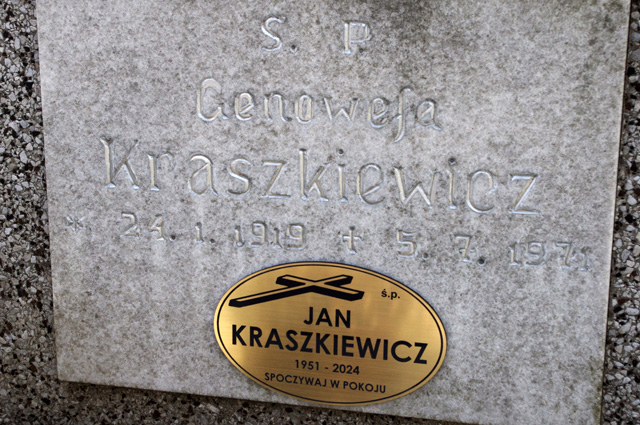 Ś. P
Genowefa
Kraszkiewicz
* 24. 1. 1919 + 5. 7. 1971
ś.p.
JAN
KRASZKIEWICZ
1951 - 2024
SPOCZYWAJ W POKOJU